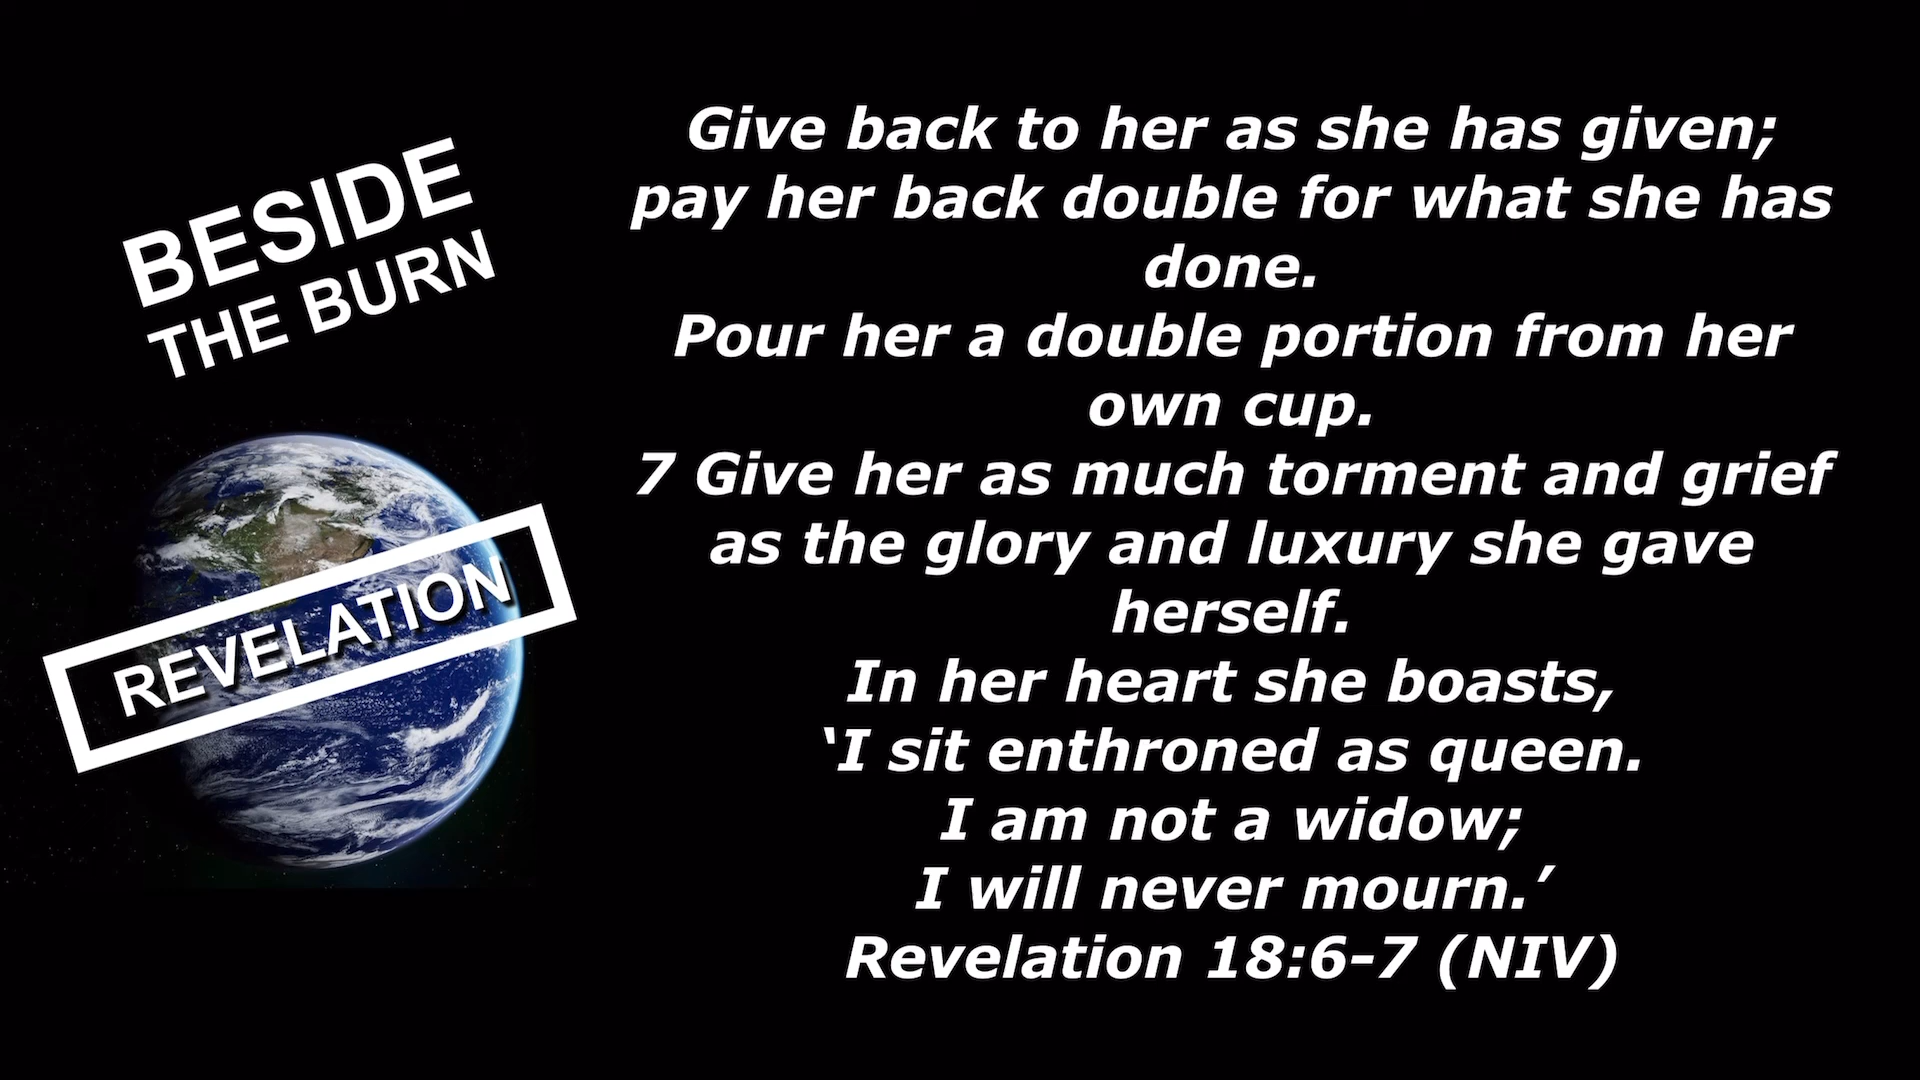 BESIDE
THE BURN
REVELATION
Give back to her as she has given;
pay her back double for what she has
done.
Pour her a double portion from her
own cup.
7 Give her as much torment and grief
as the glory and luxury she gave
herself.
In her heart she boasts,
‘I sit enthroned as queen.
I am not a widow;
I will never mourn.’
Revelation 18:6-7 (NIV)